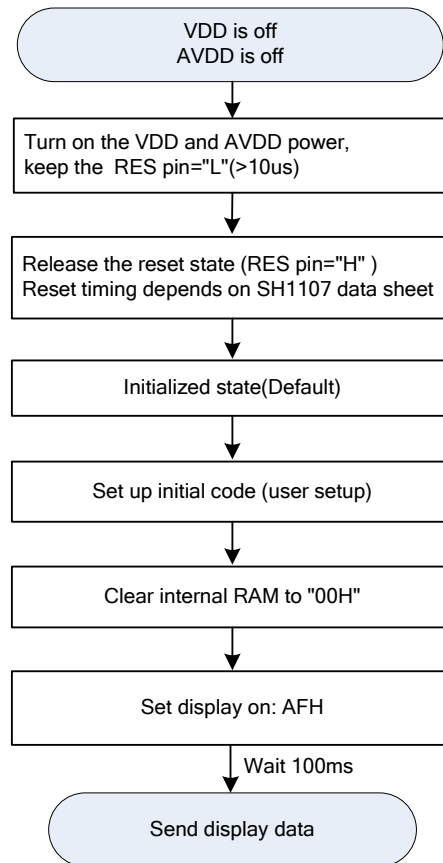 VDD is off
AVDD is off
Turn on the VDD and AVDD power,
keep the  RES pin="L"(>10us)
Release the reset state (RES pin="H" )
Reset timing depends on SH1107 data sheet
Initialized state(Default)
Set up initial code (user setup)
Clear internal RAM to "00H"
Set display on: AFH
Wait 100ms
Send display data